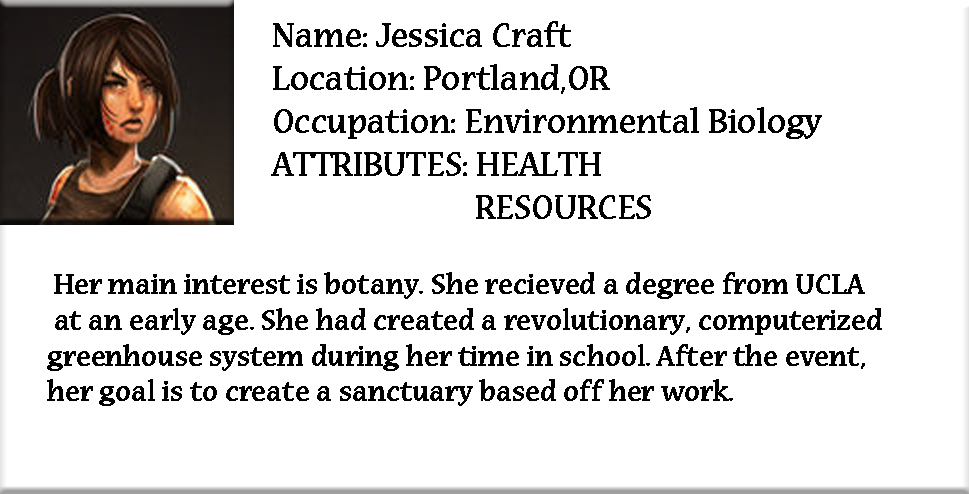 Name: Jessica Craft
Location: Portland,OR
Occupation: Environmental Biology
ATTRIBUTES: HEALTH
RESOURCES
Her main interest is botany. She recieved a degree from UCLA
at an early age. She had created a revolutionary, computerized
greenhouse system during her time in school. After the event,
her goal is to create a sanctuary based off her work.